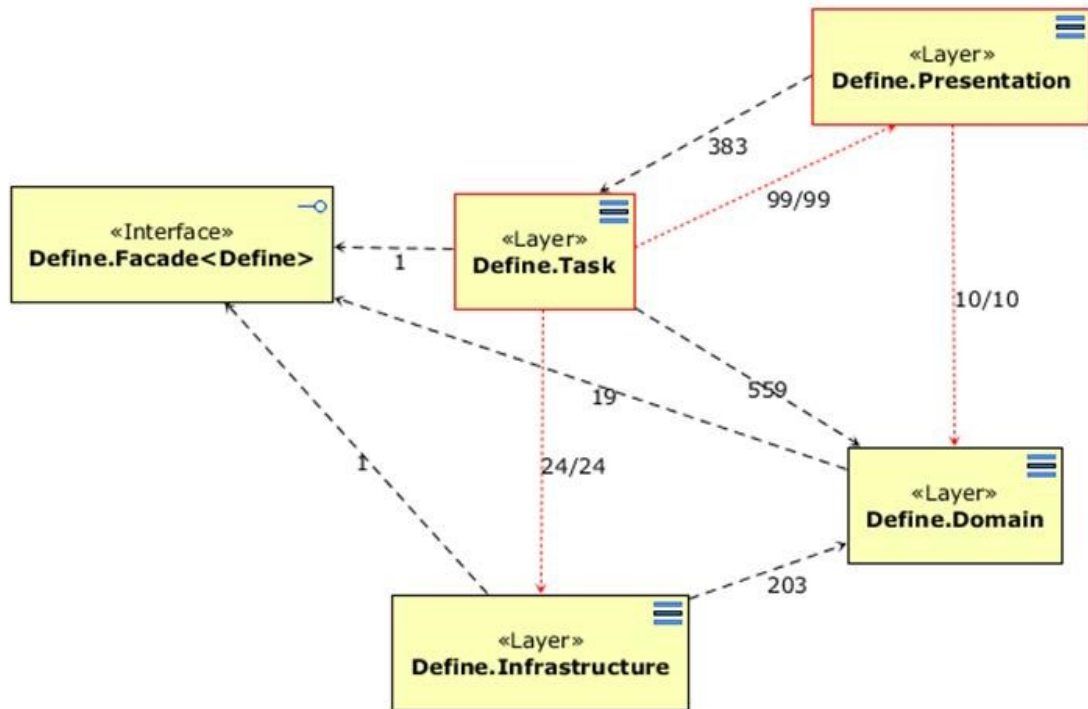 «Layer»
Define.Presentation
383
99/99
«Interface»
Define.Facade<Define>
«Layer»
Define.Task
1
10/10
19
559
1
24/24
«Layer»
Define.Domain
203
«Layer»
Define.Infrastructure